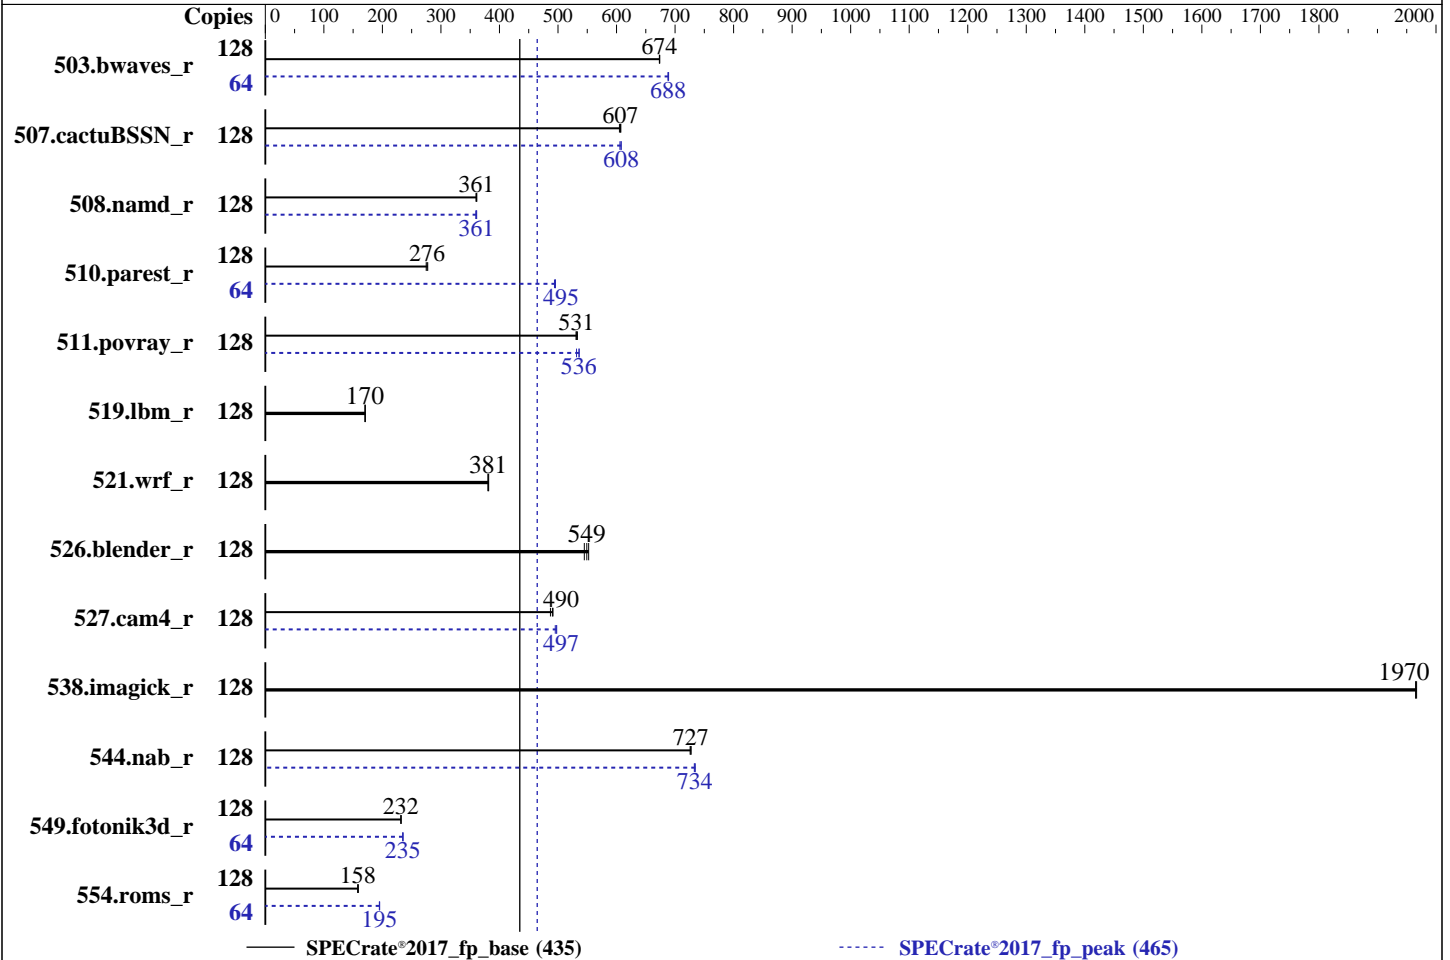 Copies 0 100 200 300 400 500 600 700 800 900 1000 1100 1200 1300 1400 1500 1600 1700 1800 2000
503.bwaves_r 128 674
64 688
507.cactuBSSN_r 128 607
608
508.namd_r 128 361
361
510.parest_r 128 276
64 495
511.povray_r 128 531
536
519.lbm_r 128 170
521.wrf_r 128 381
526.blender_r 128 549
527.cam4_r 128 490
497
538.imagick_r 128 1970
544.nab_r 128 727
734
549.fotonik3d_r 128 232
64 235
554.roms_r 128 158
64 195
SPECrate®2017_fp_base (435) SPECrate®2017_fp_peak (465)